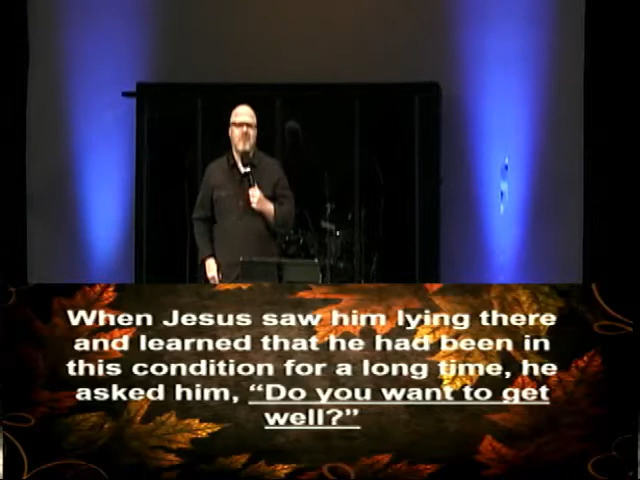 When Jesus saw him lying there
and learned that he had been in
this condition for a long time, he
asked him, “Do you want to get
well?”